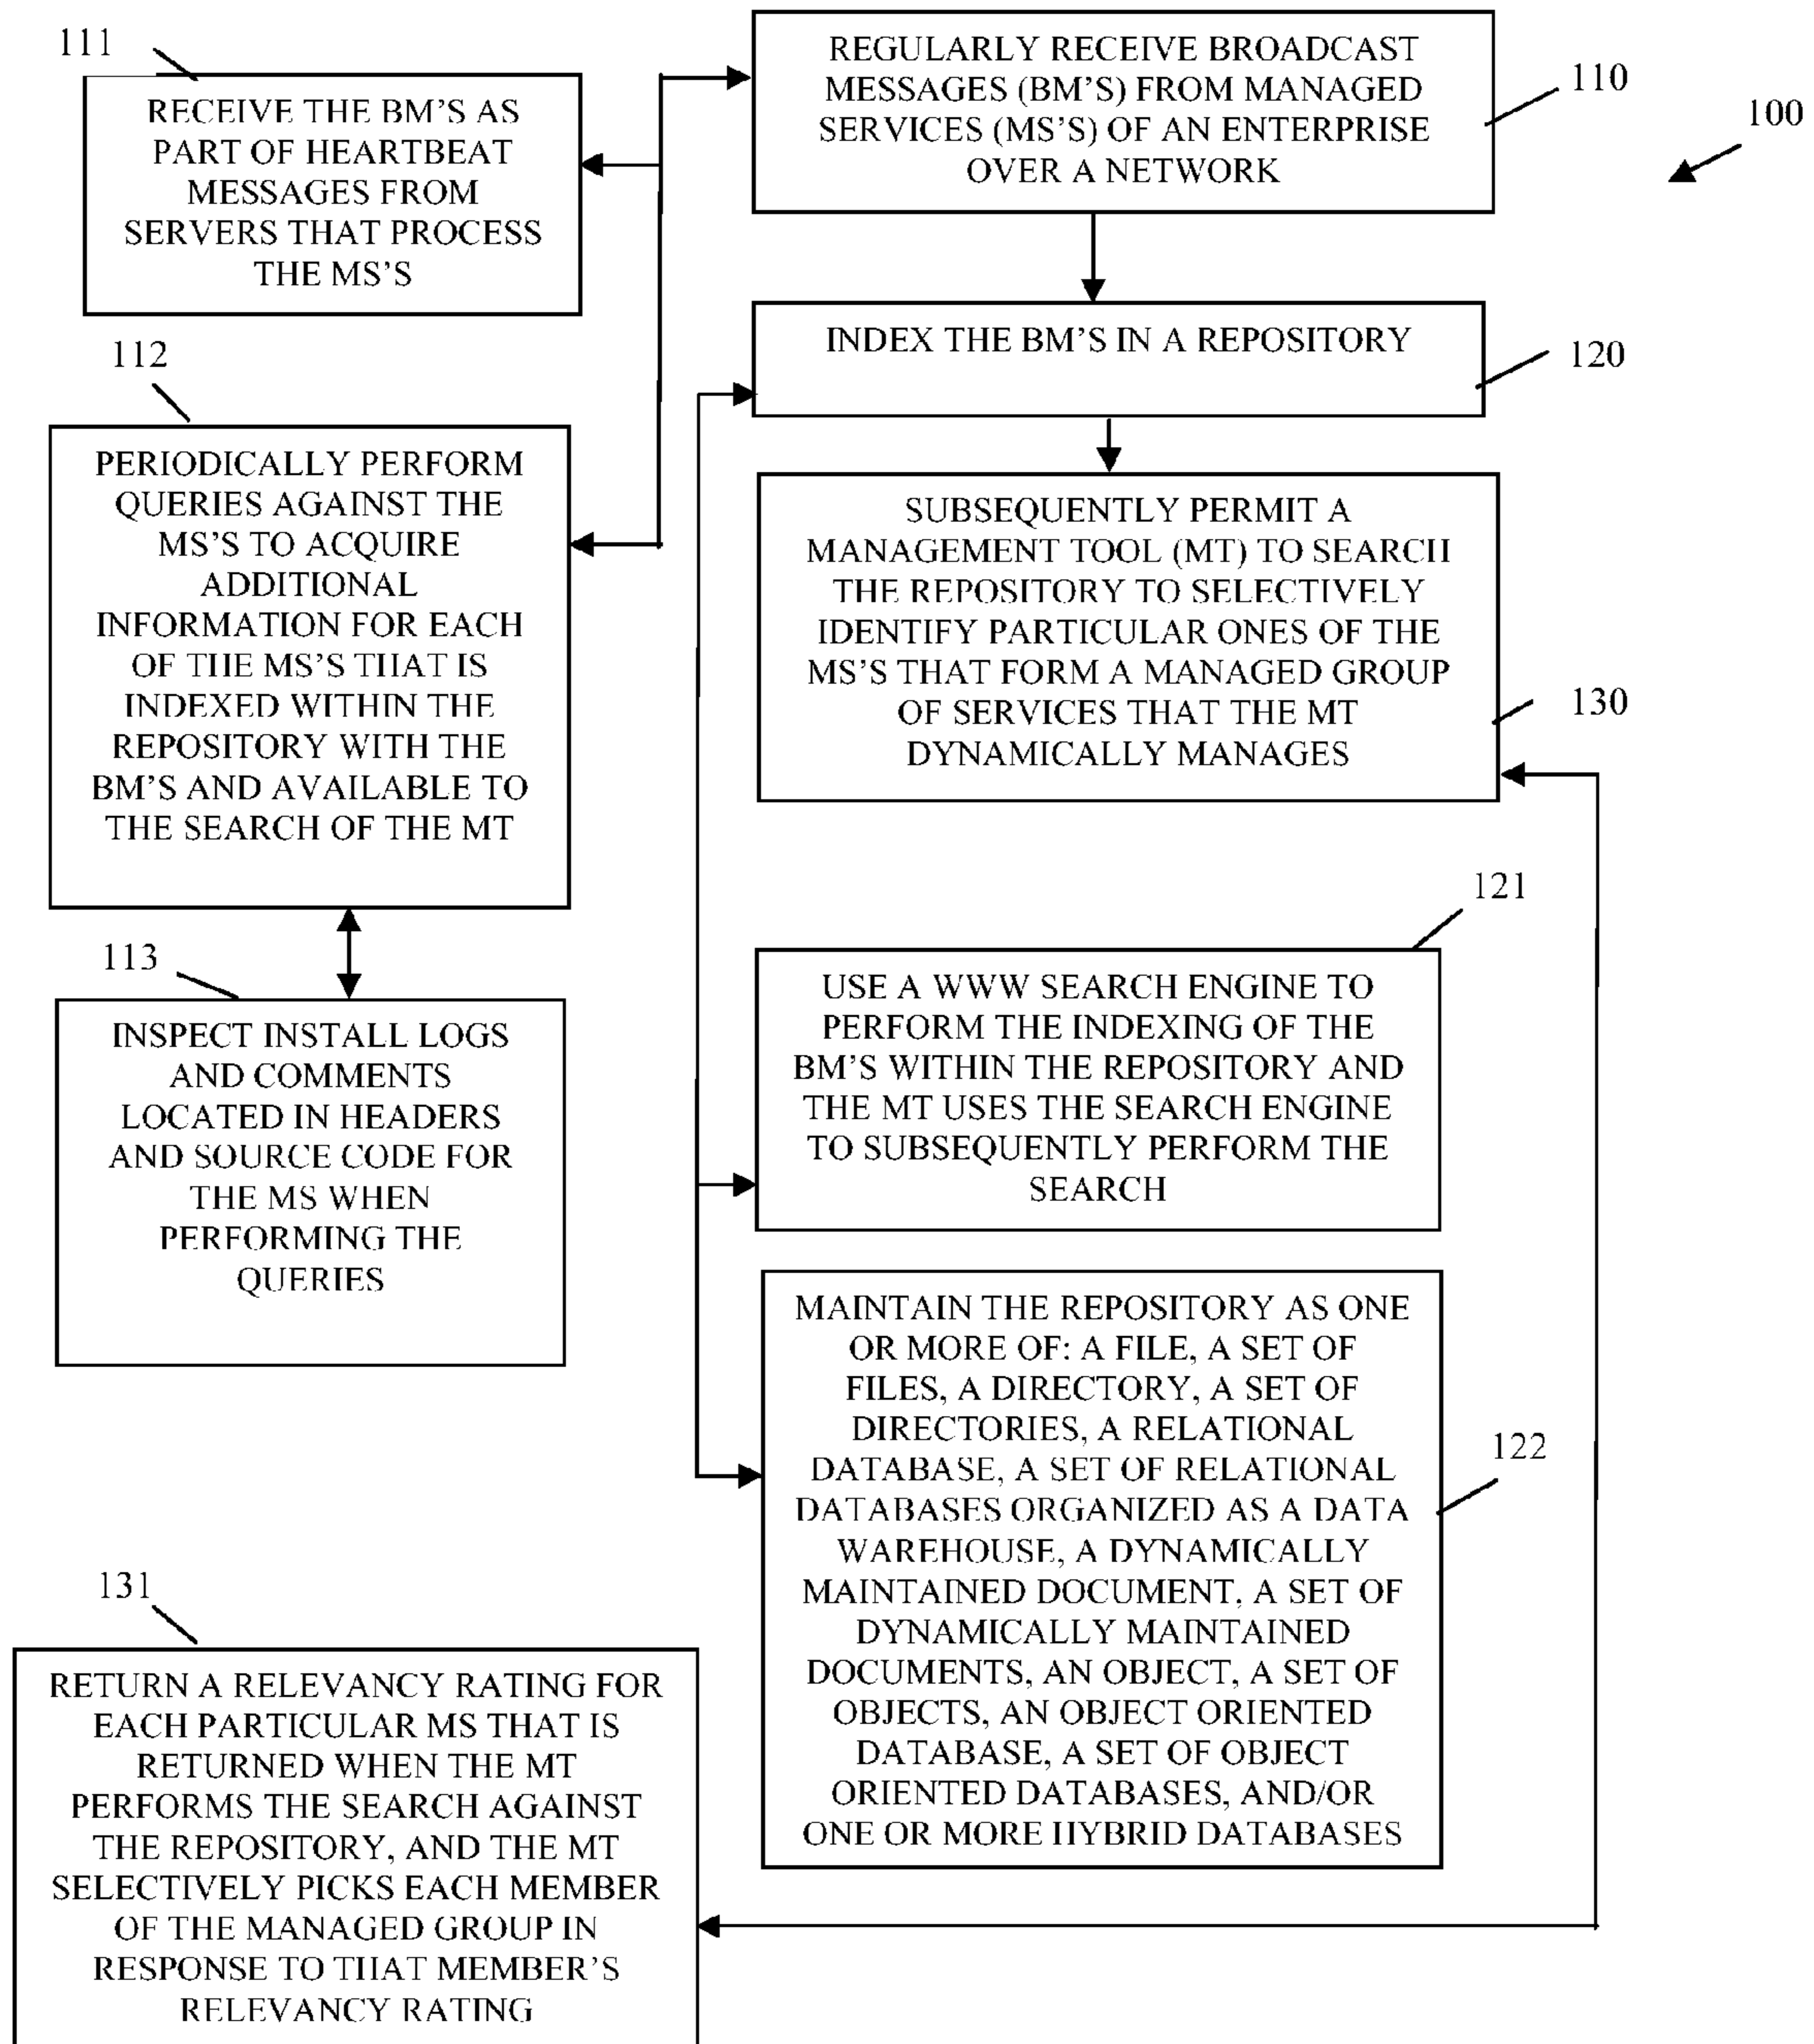 111
RECEIVE THE BM'S AS
PART OF HEARTBEAT
MESSAGES FROM
SERVERS THAT PROCESS
THE MS'S
REGULARLY RECEIVE BROADCAST
MESSAGES (BM'S) FROM MANAGED
SERVICES (MS'S) OF AN ENTERPRISE
OVER A NETWORK
110
100
INDEX THE BM'S IN A REPOSITORY
120
112
PERIODICALLY PERFORM
QUERIES AGAINST THE
MS'S TO ACQUIRE
ADDITIONAL
INFORMATION FOR EACH
OF THE MS'S THAT IS
INDEXED WITHIN THE
REPOSITORY WITH THE
BM'S AND AVAILABLE TO
THE SEARCH OF THE MT
SUBSEQUENTLY PERMIT A
MANAGEMENT TOOL (MT) TO SEARCH
THE REPOSITORY TO SELECTIVELY
IDENTIFY PARTICULAR ONES OF THE
MS'S THAT FORM A MANAGED GROUP
OF SERVICES THAT THE MT
DYNAMICALLY MANAGES
130
113
INSPECT INSTALL LOGS
AND COMMENTS
LOCATED IN HEADERS
AND SOURCE CODE FOR
THE MS WHEN
PERFORMING THE
QUERIES
121
USE A WWW SEARCH ENGINE TO
PERFORM THE INDEXING OF THE
BM'S WITHIN THE REPOSITORY AND
THE MT USES THE SEARCH ENGINE
TO SUBSEQUENTLY PERFORM THE
SEARCH
MAINTAIN THE REPOSITORY AS ONE
OR MORE OF: A FILE, A SET OF
FILES, A DIRECTORY, A SET OF
DIRECTORIES, A RELATIONAL
DATABASE, A SET OF RELATIONAL
DATABASES ORGANIZED AS A DATA
WAREHOUSE, A DYNAMICALLY
MAINTAINED DOCUMENT, A SET OF
DYNAMICALLY MAINTAINED
DOCUMENTS, AN OBJECT, A SET OF
OBJECTS, AN OBJECT ORIENTED
DATABASE, A SET OF OBJECT
ORIENTED DATABASES, AND/OR
ONE OR MORE HYBRID DATABASES
122
131
RETURN A RELEVANCY RATING FOR
EACH PARTICULAR MS THAT IS
RETURNED WHEN THE MT
PERFORMS THE SEARCH AGAINST
THE REPOSITORY, AND THE MT
SELECTIVELY PICKS EACH MEMBER
OF THE MANAGED GROUP IN
RESPONSE TO THAT MEMBER'S
RELEVANCY RATING